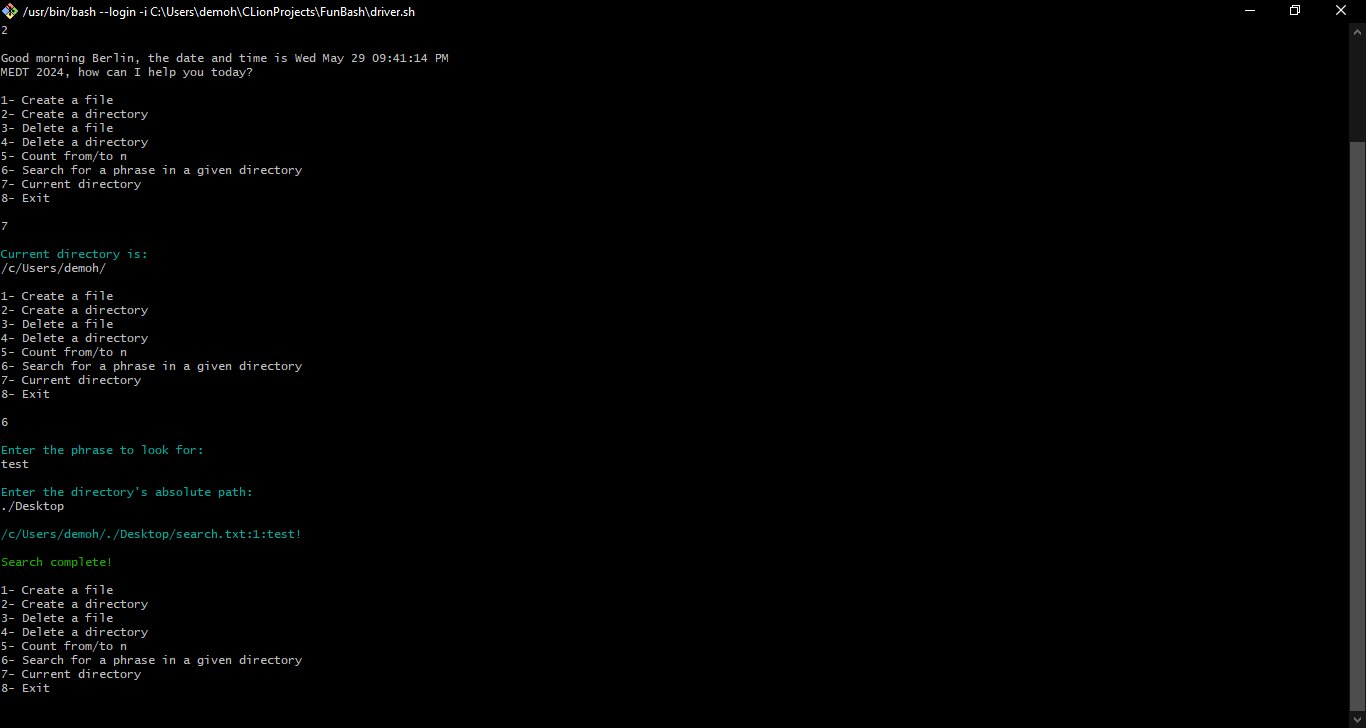 /usr/bin/bash --login -i C:\Users\demoh\CLionProjects\FunBash\driver.sh
2
Good morning Berlin, the date and time is Wed May 29 09:41:14 PM
MEDT 2024, how can I help you today?
1- Create a file
2- Create a directory
3- Delete a file
4- Delete a directory
5- Count from/to n
6- Search for a phrase in a given directory
7- Current directory
8- Exit
7
Current directory is:
/c/Users/demoh/
1- Create a file
2- Create a directory
3- Delete a file
4- Delete a directory
5- Count from/to n
6- Search for a phrase in a given directory
7- Current directory
8- Exit
6
Enter the phrase to look for:
test
Enter the directory's absolute path:
./Desktop
/c/Users/demoh/./Desktop/search.txt:1:test!
Search complete!
1- Create a file
2- Create a directory
3- Delete a file
4- Delete a directory
5- Count from/to n
6- Search for a phrase in a given directory
7- Current directory
8- Exit